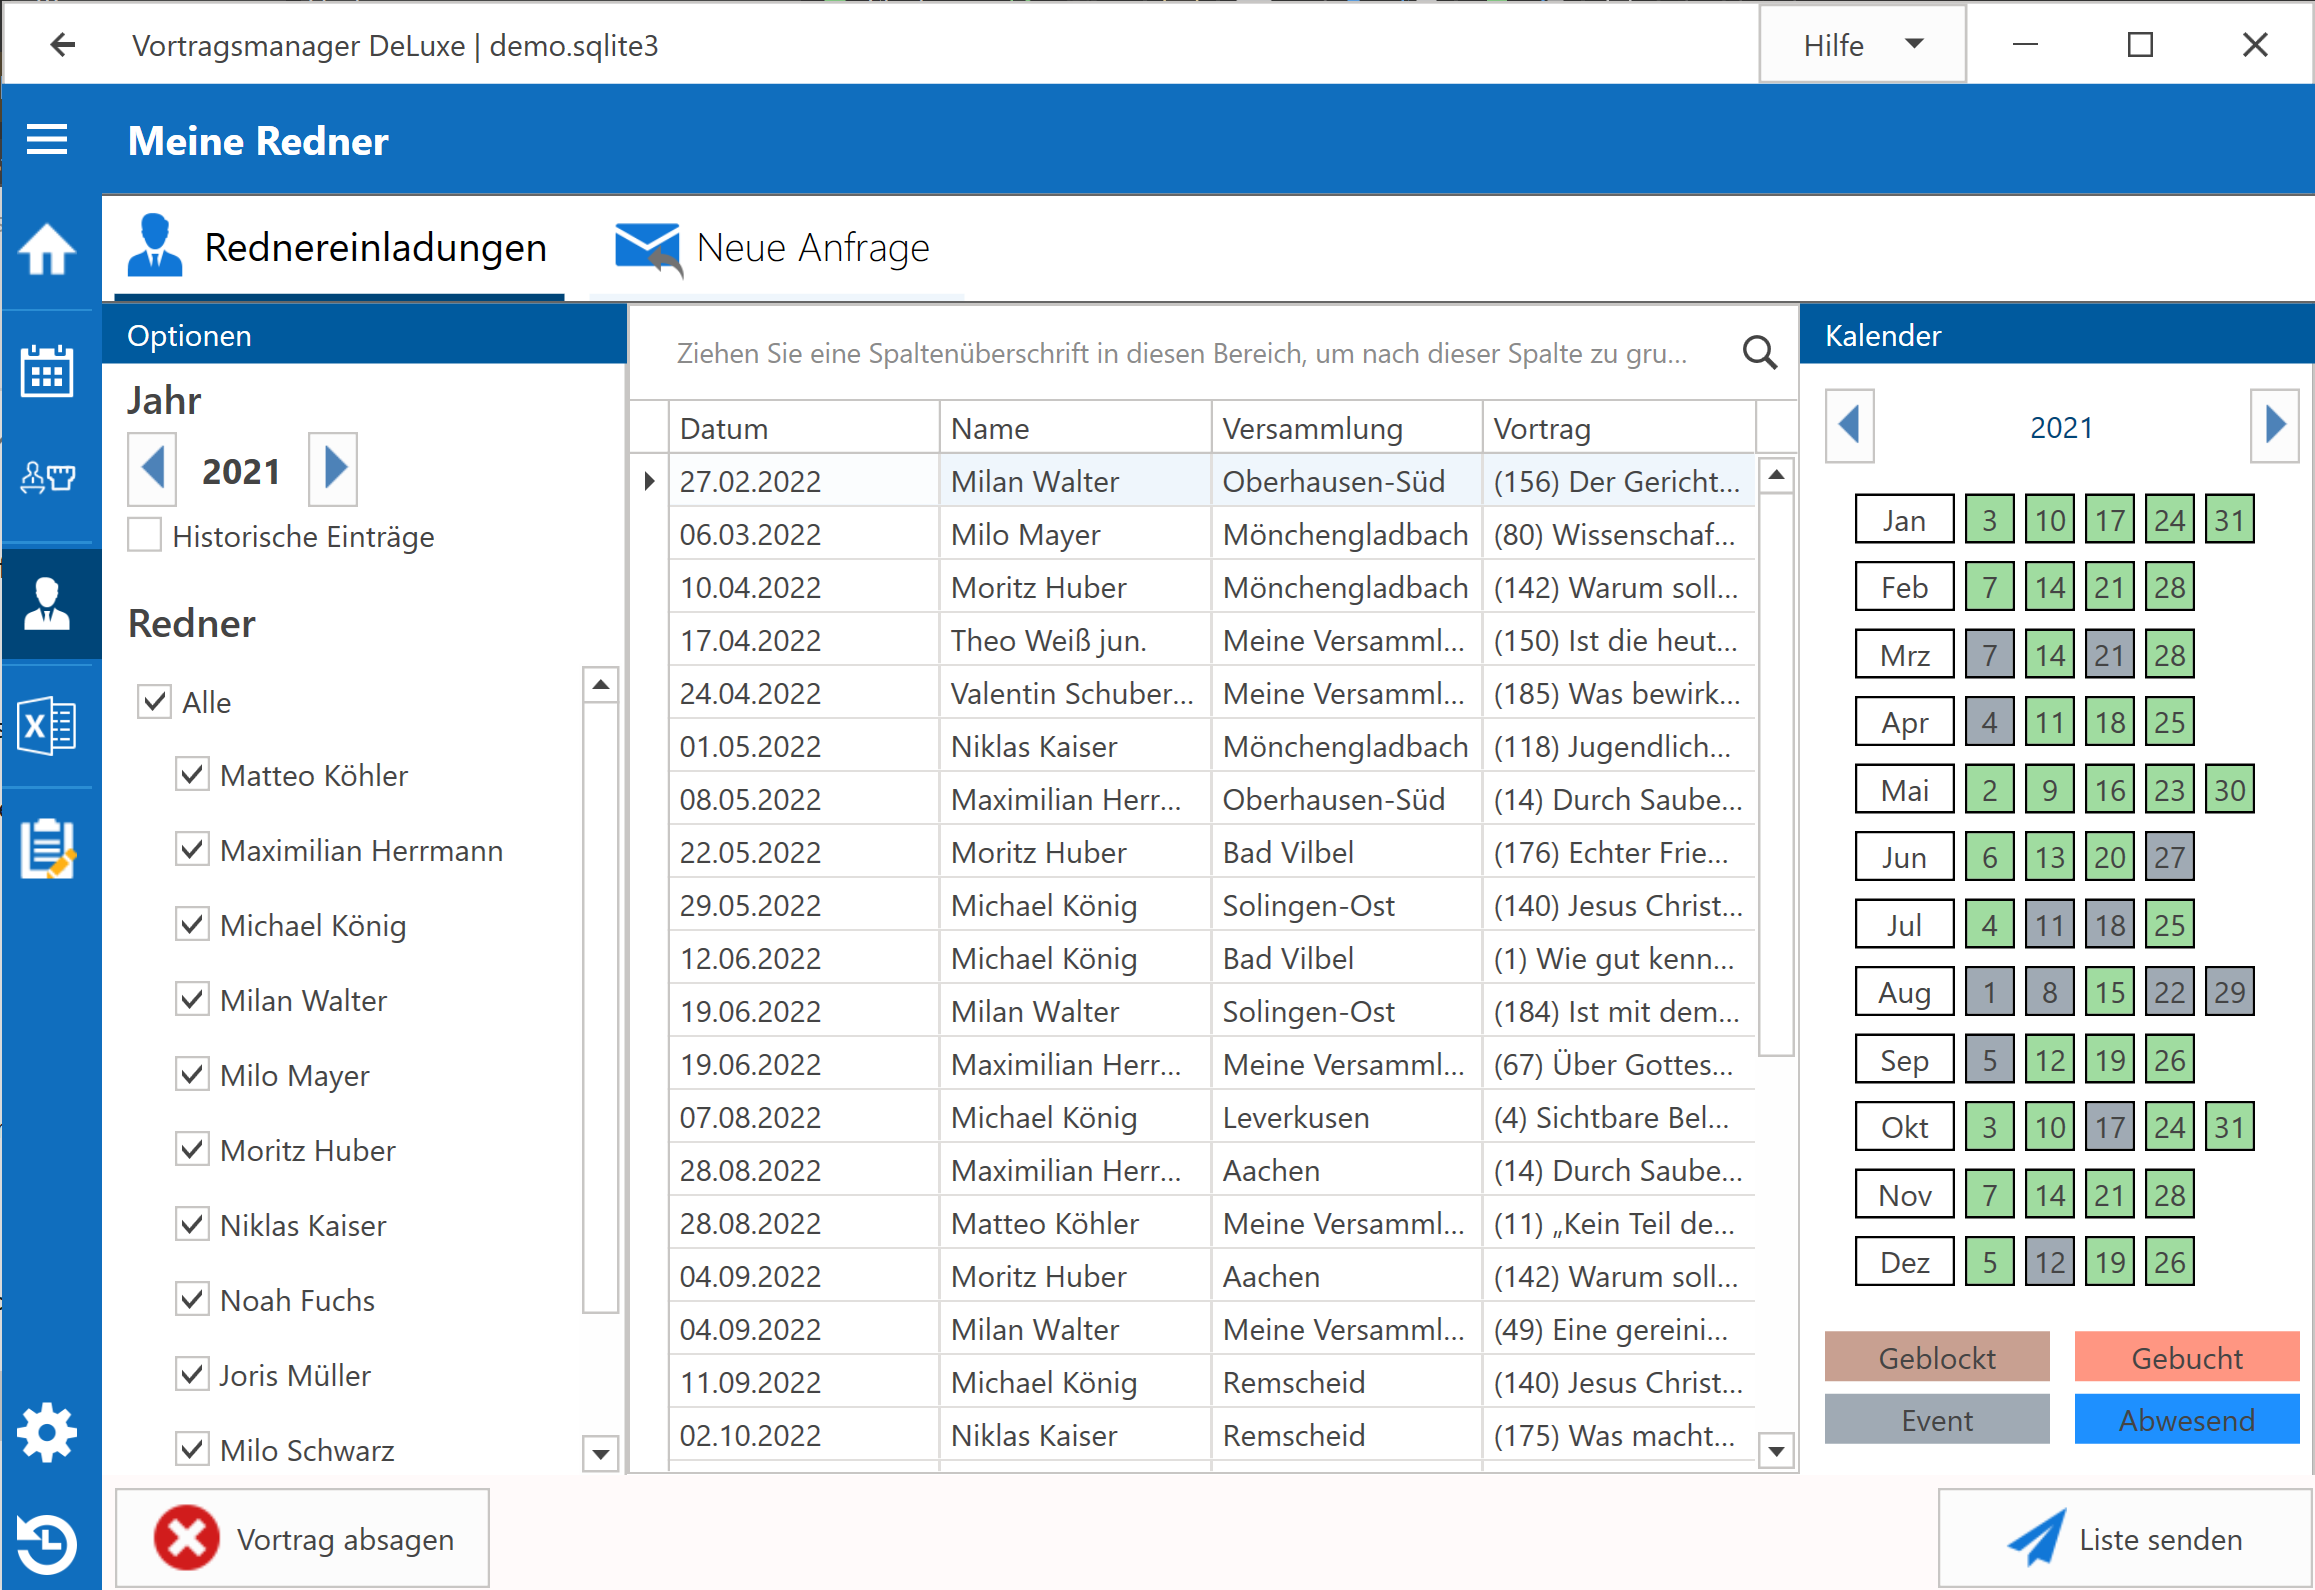 Vortragsmanager DeLuxe | demo.sqlite3
Hilfe
Meine Redner
Rednereinladungen
Neue Anfrage
Optionen
Jahr
2021
Historische Einträge
Redner
Alle
Matteo Köhler
Maximilian Herrmann
Michael König
Milan Walter
Milo Mayer
Moritz Huber
Niklas Kaiser
Noah Fuchs
Joris Müller
Milo Schwarz
Ziehen Sie eine Spaltenüberschrift in diesen Bereich, um nach dieser Spalte zu gru...
Datum Name Versammlung Vortrag
27.02.2022 Milan Walter Oberhausen-Süd (156) Der Gericht...
06.03.2022 Milo Mayer Mönchengladbach (80) Wissenschaf...
10.04.2022 Moritz Huber Mönchengladbach (142) Warum soll...
17.04.2022 Theo Weiß jun. Meine Versamml... (150) Ist die heut...
24.04.2022 Valentin Schuber... Meine Versamml... (185) Was bewirk...
01.05.2022 Niklas Kaiser Mönchengladbach (118) Jugendlich...
08.05.2022 Maximilian Herr... Oberhausen-Süd (14) Durch Saube...
22.05.2022 Moritz Huber Bad Vilbel (176) Echter Frie...
29.05.2022 Michael König Solingen-Ost (140) Jesus Christ...
12.06.2022 Michael König Bad Vilbel (1) Wie gut kenn...
19.06.2022 Milan Walter Solingen-Ost (184) Ist mit dem...
19.06.2022 Maximilian Herr... Meine Versamml... (67) Über Gottes...
07.08.2022 Michael König Leverkusen (4) Sichtbare Bel...
28.08.2022 Maximilian Herr... Aachen (14) Durch Saube...
28.08.2022 Matteo Köhler Meine Versamml... (11) „Kein Teil de...
04.09.2022 Moritz Huber Aachen (142) Warum soll...
04.09.2022 Milan Walter Meine Versamml... (49) Eine gereini...
11.09.2022 Michael König Remscheid (140) Jesus Christ...
02.10.2022 Niklas Kaiser Remscheid (175) Was macht...
Kalender
2021
Jan 3 10 17 24 31
Feb 7 14 21 28
Mrz 7 14 21 28
Apr 4 11 18 25
Mai 2 9 16 23 30
Jun 6 13 20 27
Jul 4 11 18 25
Aug 1 8 15 22 29
Sep 5 12 19 26
Okt 3 10 17 24 31
Nov 7 14 21 28
Dez 5 12 19 26
Geblockt Gebucht
Event Abwesend
Vortrag absagen
Liste senden